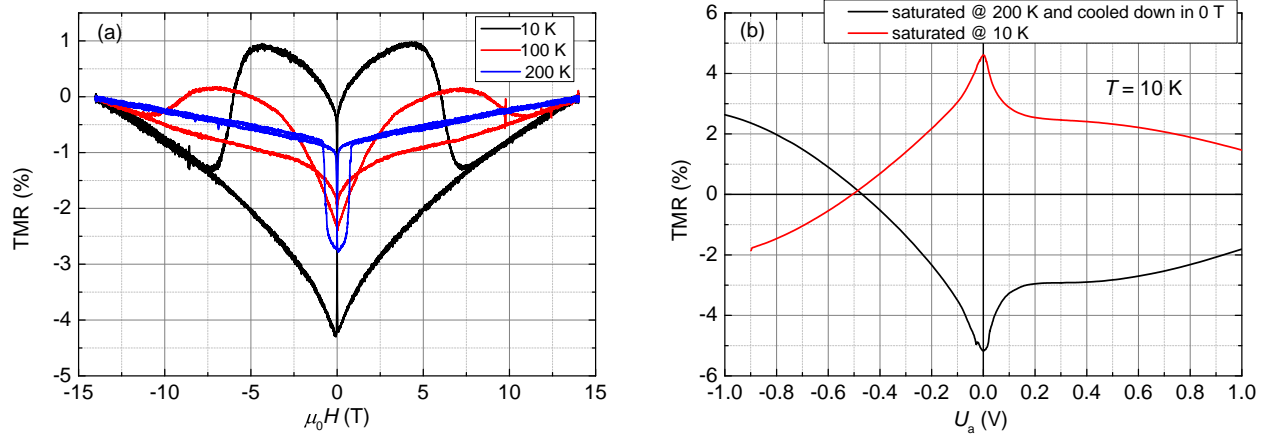 (a)
10 K
100 K
200 K
TMR (%)
1
0
-1
-2
-3
-4
-5
-15
-10
-5
0
5
10
15
μ0H (T)
(b)
saturated @ 200 K and cooled down in 0 T
saturated @ 10 K
T = 10 K
TMR (%)
6
4
2
0
-2
-4
-6
-1.0
-0.8
-0.6
-0.4
-0.2
0.0
0.2
0.4
0.6
0.8
1.0
Ua (V)